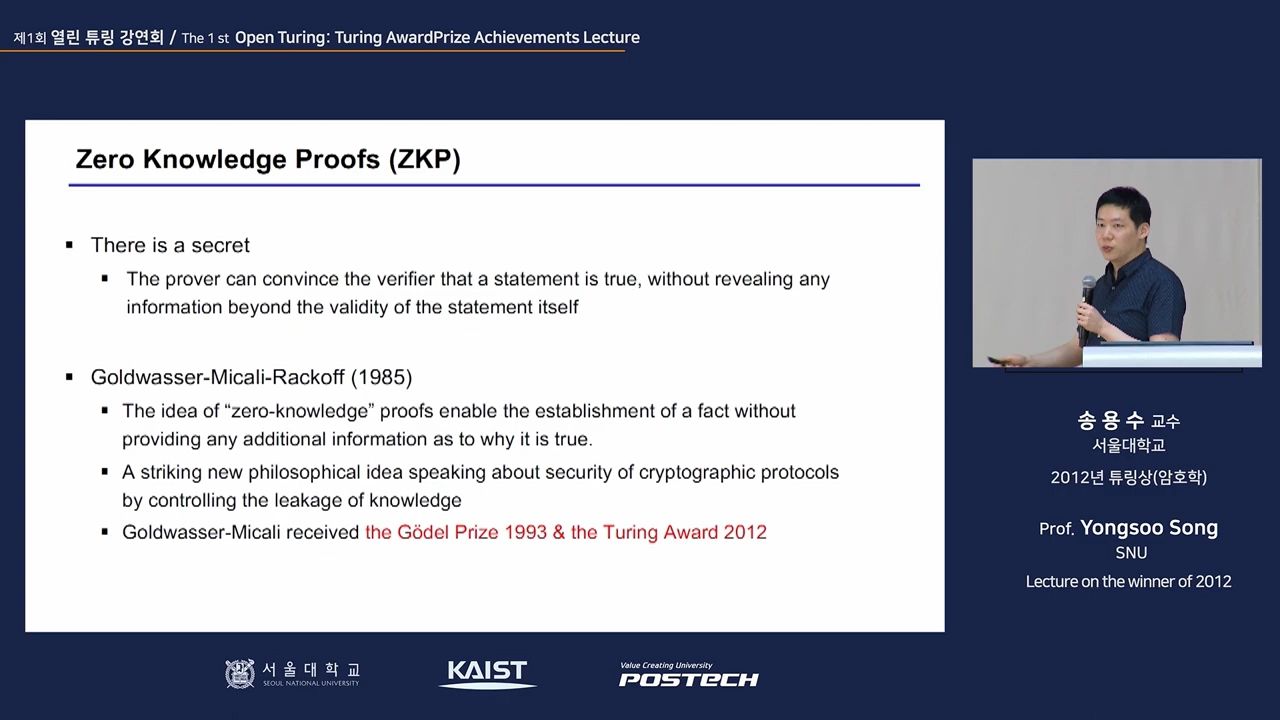 제1회 열린 튜링 강연회 / The 1 st Open Turing: Turing AwardPrize Achievements Lecture
Zero Knowledge Proofs (ZKP)
▪ There is a secret
▪ The prover can convince the verifier that a statement is true, without revealing any
information beyond the validity of the statement itself
▪ Goldwasser-Micali-Rackoff (1985)
▪ The idea of “zero-knowledge” proofs enable the establishment of a fact without
providing any additional information as to why it is true.
▪ A striking new philosophical idea speaking about security of cryptographic protocols
by controlling the leakage of knowledge
▪ Goldwasser-Micali received the Gödel Prize 1993 & the Turing Award 2012
송 용 수 교수
서울대학교
2012년 튜링상(암호학)
Prof. Yongsoo Song
SNU
Lecture on the winner of 2012
서울대학교
SEOUL NATIONAL UNIVERSITY
KAIST
Value Creating University
POSTECH